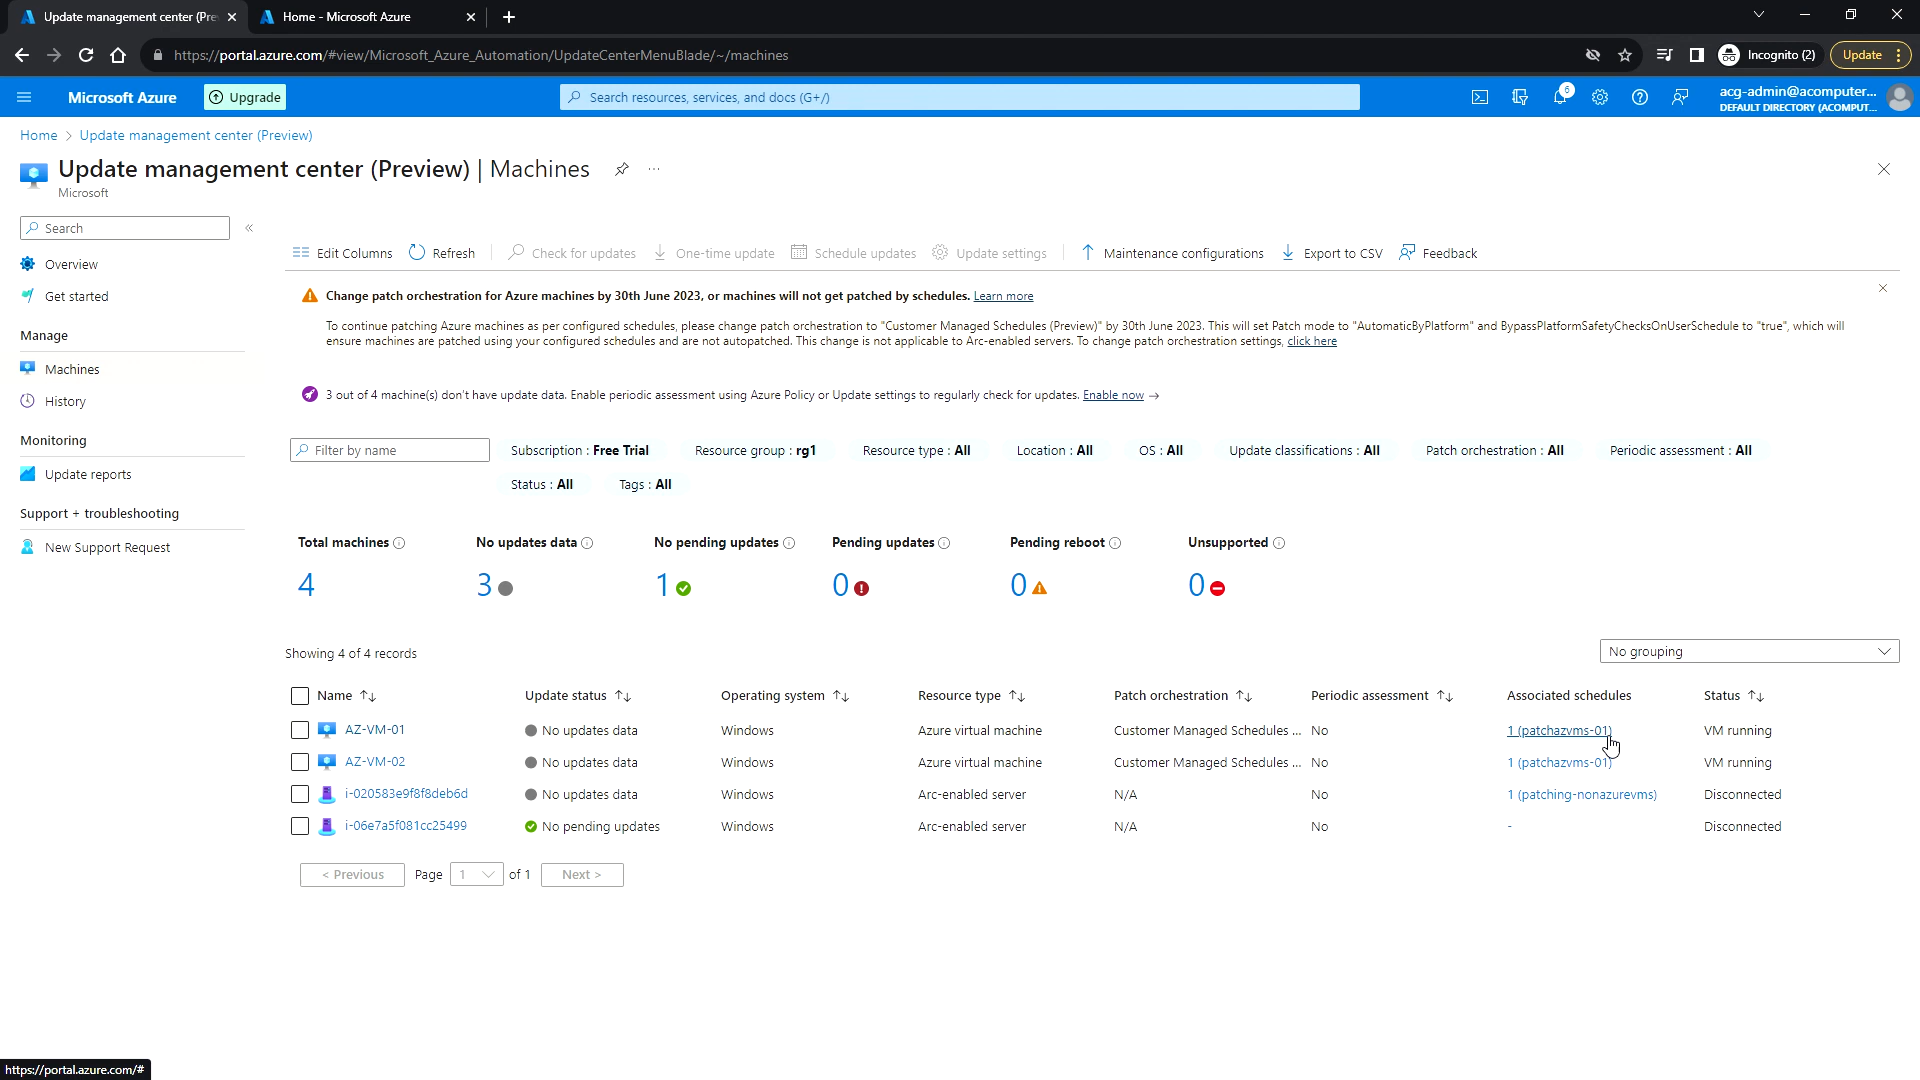 Update management center (Pre
Home - Microsoft Azure
https://portal.azure.com/#view/Microsoft_Azure_Automation/UpdateCenterMenuBlade/~/machines
Incognito (2)
Update
Microsoft Azure
Upgrade
Search resources, services, and docs (G+/)
6
acg-admin@acomputer...
DEFAULT DIRECTORY (ACOMPUT...
Home > Update management center (Preview)
Update management center (Preview) | Machines
Microsoft
Search
Overview
Get started
Manage
Machines
History
Monitoring
Update reports
Support + troubleshooting
New Support Request
Edit Columns
Refresh
Check for updates
One-time update
Schedule updates
Update settings
Maintenance configurations
Export to CSV
Feedback
Change patch orchestration for Azure machines by 30th June 2023, or machines will not get patched by schedules. Learn more
To continue patching Azure machines as per configured schedules, please change patch orchestration to "Customer Managed Schedules (Preview)" by 30th June 2023. This will set Patch mode to "AutomaticByPlatform" and BypassPlatformSafetyChecksOnUserSchedule to "true", which will
ensure machines are patched using your configured schedules and are not autopatched. This change is not applicable to Arc-enabled servers. To change patch orchestration settings, click here
3 out of 4 machine(s) don't have update data. Enable periodic assessment using Azure Policy or Update settings to regularly check for updates. Enable now →
Filter by name
Subscription : Free Trial
Resource group : rg1
Resource type : All
Location : All
OS : All
Update classifications : All
Patch orchestration : All
Periodic assessment : All
Status : All
Tags : All
Total machines
No updates data
No pending updates
Pending updates
Pending reboot
Unsupported
4
3
1
0
0
0
Showing 4 of 4 records
No grouping
Name
Update status
Operating system
Resource type
Patch orchestration
Periodic assessment
Associated schedules
Status
AZ-VM-01
No updates data
Windows
Azure virtual machine
Customer Managed Schedules ...
No
1 (patchazvms-01)
VM running
AZ-VM-02
No updates data
Windows
Azure virtual machine
Customer Managed Schedules ...
No
1 (patchazvms-01)
VM running
i-020583e9f8f8deb6d
No updates data
Windows
Arc-enabled server
N/A
No
1 (patching-nonazurevms)
Disconnected
i-06e7a5f081cc25499
No pending updates
Windows
Arc-enabled server
N/A
No
-
Disconnected
< Previous
Page
1
of 1
Next >
https://portal.azure.com/#